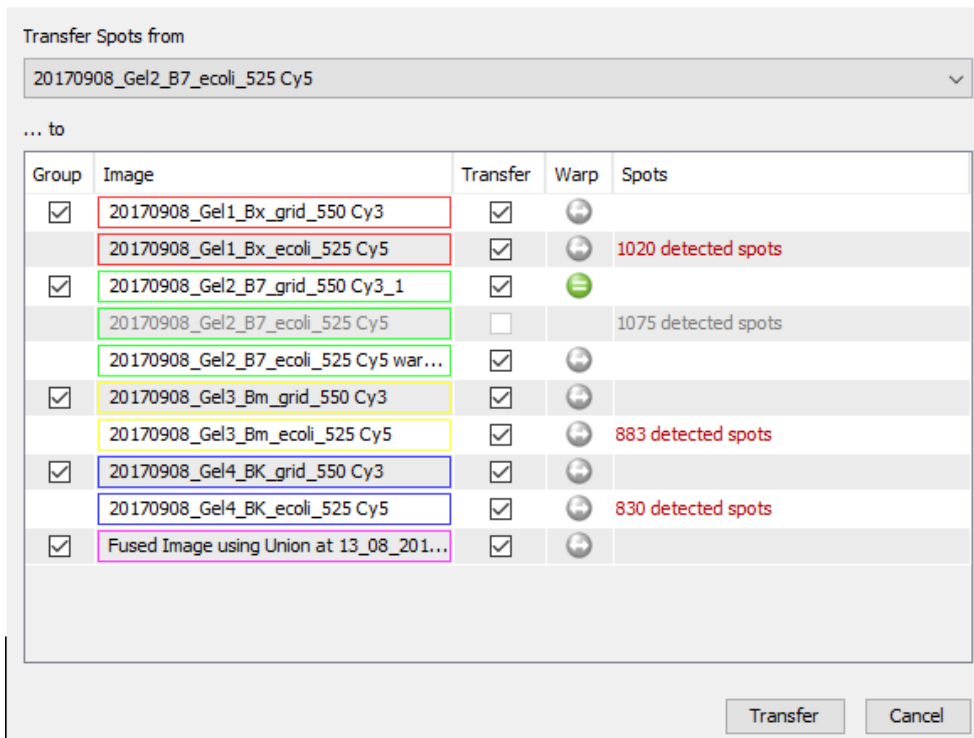 Transfer Spots from
20170908_Gel2_B7_ecoli_525 Cy5
... to
Group Image Transfer Warp Spots
20170908_Gel1_Bx_grid_550 Cy3
20170908_Gel1_Bx_ecoli_525 Cy5 1020 detected spots
20170908_Gel2_B7_grid_550 Cy3_1
20170908_Gel2_B7_ecoli_525 Cy5 1075 detected spots
20170908_Gel2_B7_ecoli_525 Cy5 war...
20170908_Gel3_Bm_grid_550 Cy3
20170908_Gel3_Bm_ecoli_525 Cy5 883 detected spots
20170908_Gel4_BK_grid_550 Cy3
20170908_Gel4_BK_ecoli_525 Cy5 830 detected spots
Fused Image using Union at 13_08_201...
Transfer Cancel